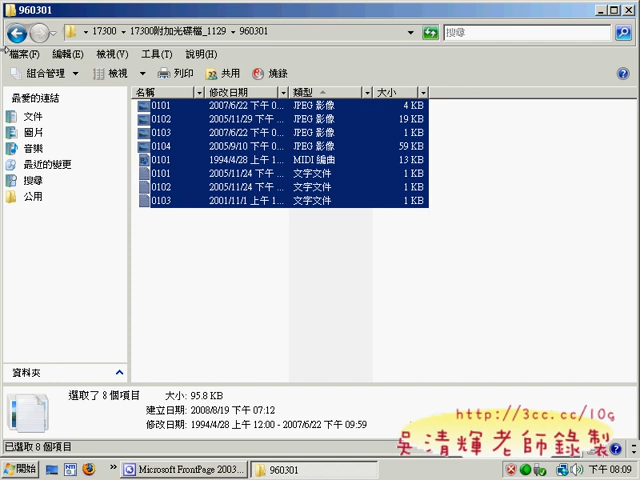 960301
17300 17300附加光碟檔_1129 960301
搜尋
檔案(F) 編輯(E) 檢視(V) 工具(T) 說明(H)
組合管理 檢視 列印 共用 燒錄
最愛的連結
文件
圖片
音樂
最近的變更
搜尋
公用
資料夾
名稱 修改日期 類型 大小
0101 2007/6/22 下午 0... JPEG 影像 4 KB
0102 2005/11/29 下午 ... JPEG 影像 19 KB
0103 2007/6/22 下午 0... JPEG 影像 1 KB
0104 2005/9/10 下午 0... JPEG 影像 59 KB
0101 1994/4/28 上午 1... MIDI 編曲 13 KB
0101 2005/11/24 下午 ... 文字文件 1 KB
0102 2005/11/24 下午 ... 文字文件 1 KB
0103 2001/11/1 上午 1... 文字文件 1 KB
選取了 8 個項目 大小: 95.8 KB
建立日期: 2008/8/19 下午 07:12
修改日期: 1994/4/28 上午 12:00 - 2007/6/22 下午 09:59
http://3cc.cc/10g
吳清輝老師錄製
已選取 8 個項目
開始 Microsoft FrontPage 2003... 960301 下午 08:09